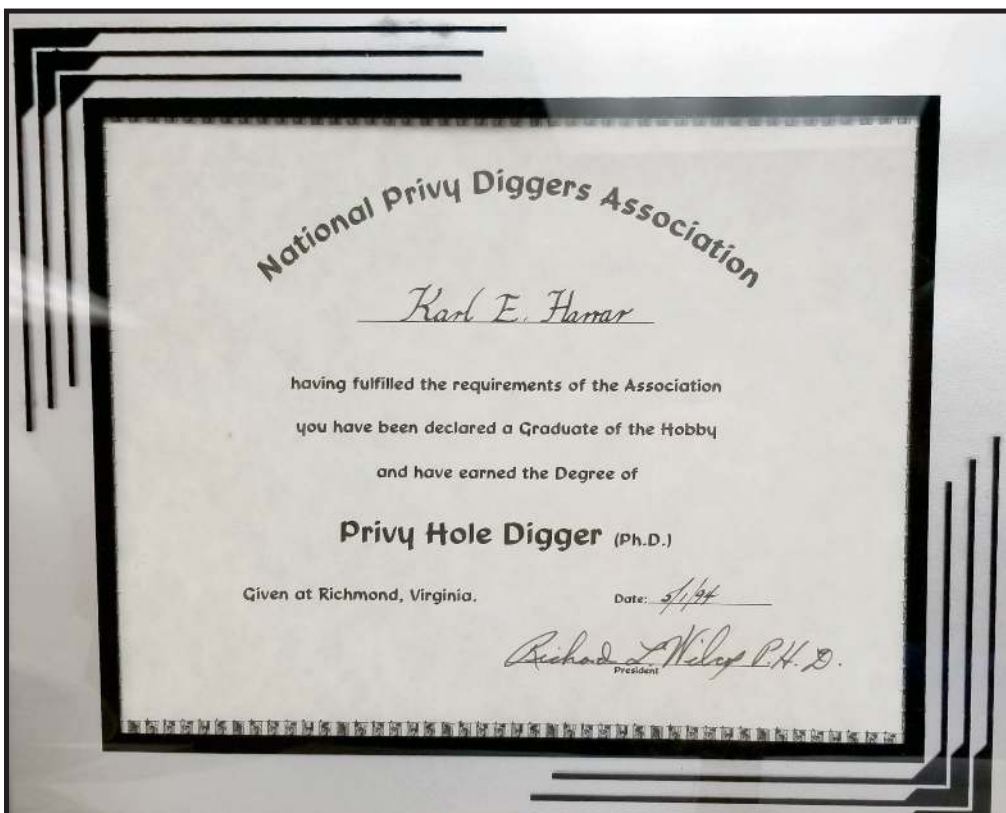 National Privy Diggers Association
Karl E. Harrar
having fulfilled the requirements of the Association
you have been declared a Graduate of the Hobby
and have earned the Degree of
Privy Hole Digger (Ph.D.)
Given at Richmond, Virginia. Date: 5/1/94
Richard L. P.H.D.
President